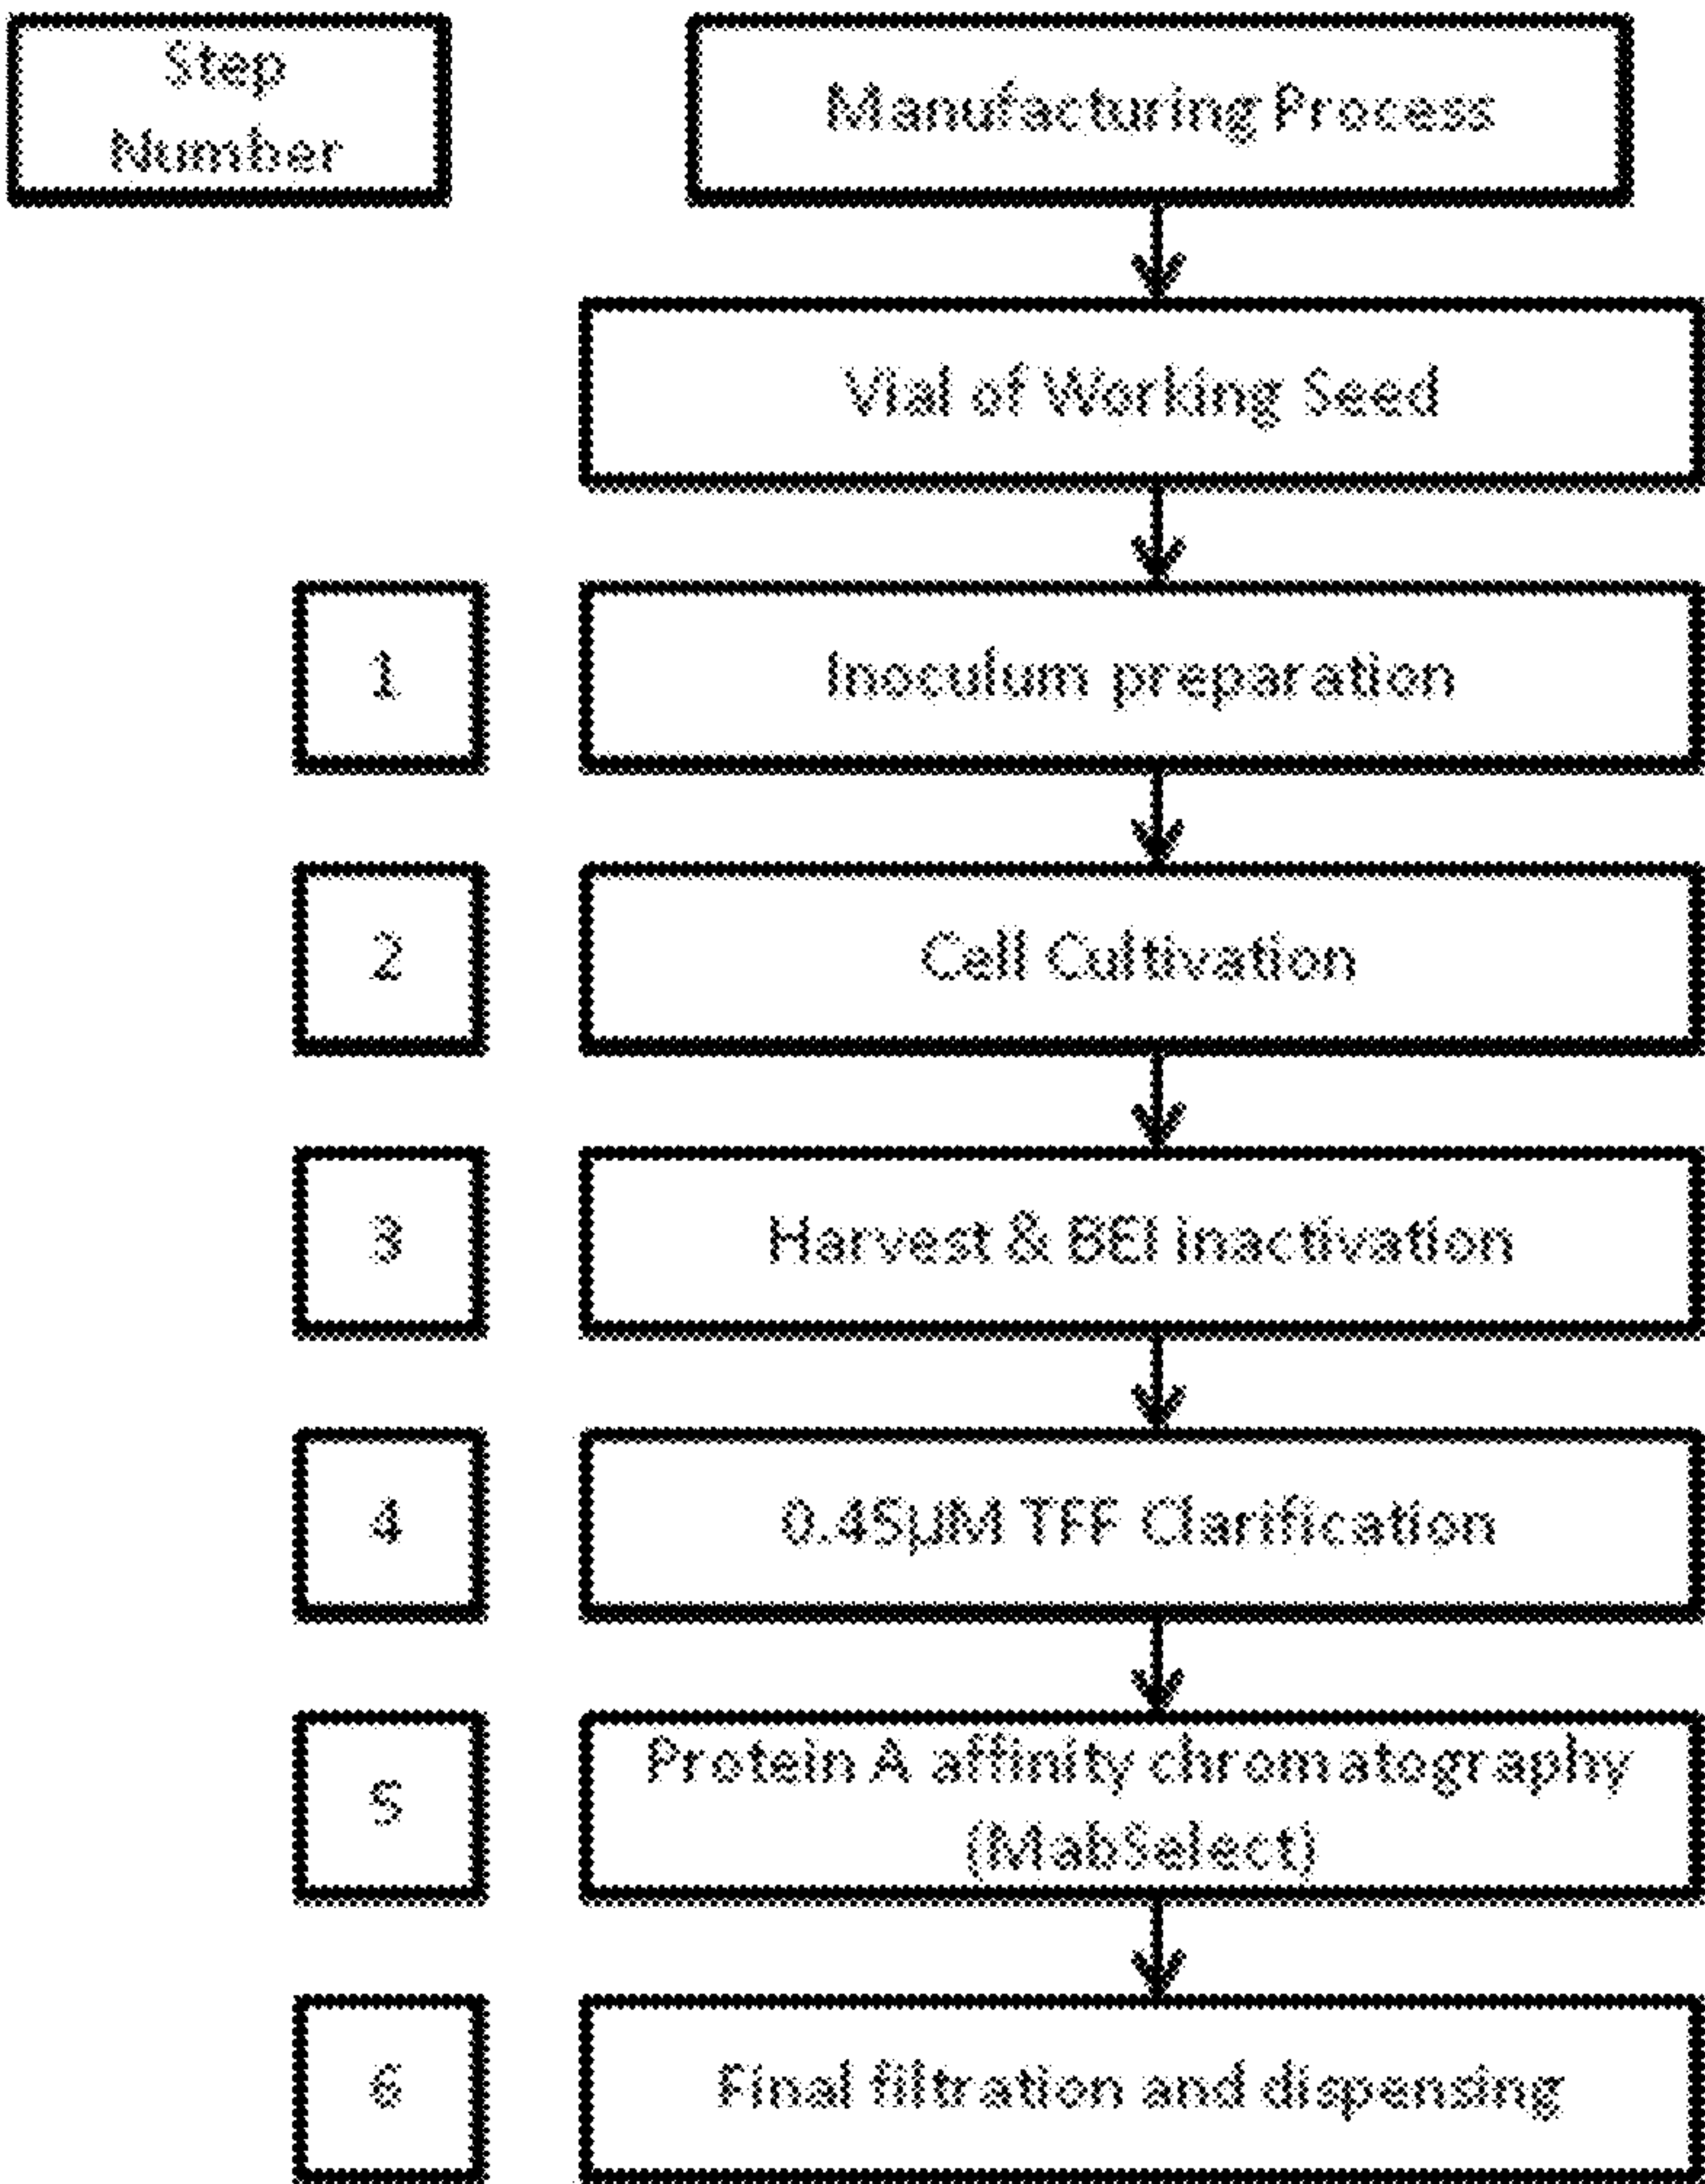 Step
Number
Manufacturing Process
Vial of Working Seed
1
Inoculum preparation
2
Cell Cultivation
3
Harvest & BEI inactivation
4
0.45µM TFF Clarification
5
Protein A affinity chromatography
(MabSelect)
6
Final filtration and dispensing